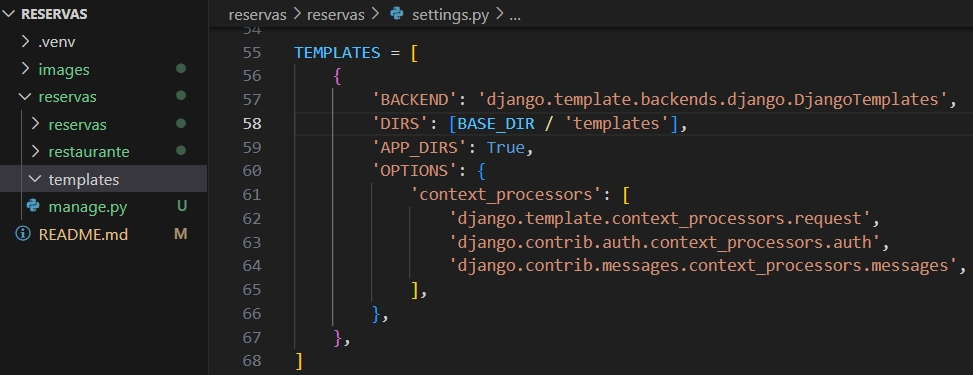 RESERVAS
.venv
images
reservas
reservas
restaurante
templates
manage.py U
README.md M
reservas > reservas > settings.py > ...
54
55 TEMPLATES = [
56 {
57 'BACKEND': 'django.template.backends.django.DjangoTemplates',
58 'DIRS': [BASE_DIR / 'templates'],
59 'APP_DIRS': True,
60 'OPTIONS': {
61 'context_processors': [
62 'django.template.context_processors.request',
63 'django.contrib.auth.context_processors.auth',
64 'django.contrib.messages.context_processors.messages',
65 ],
66 },
67 },
68 ]